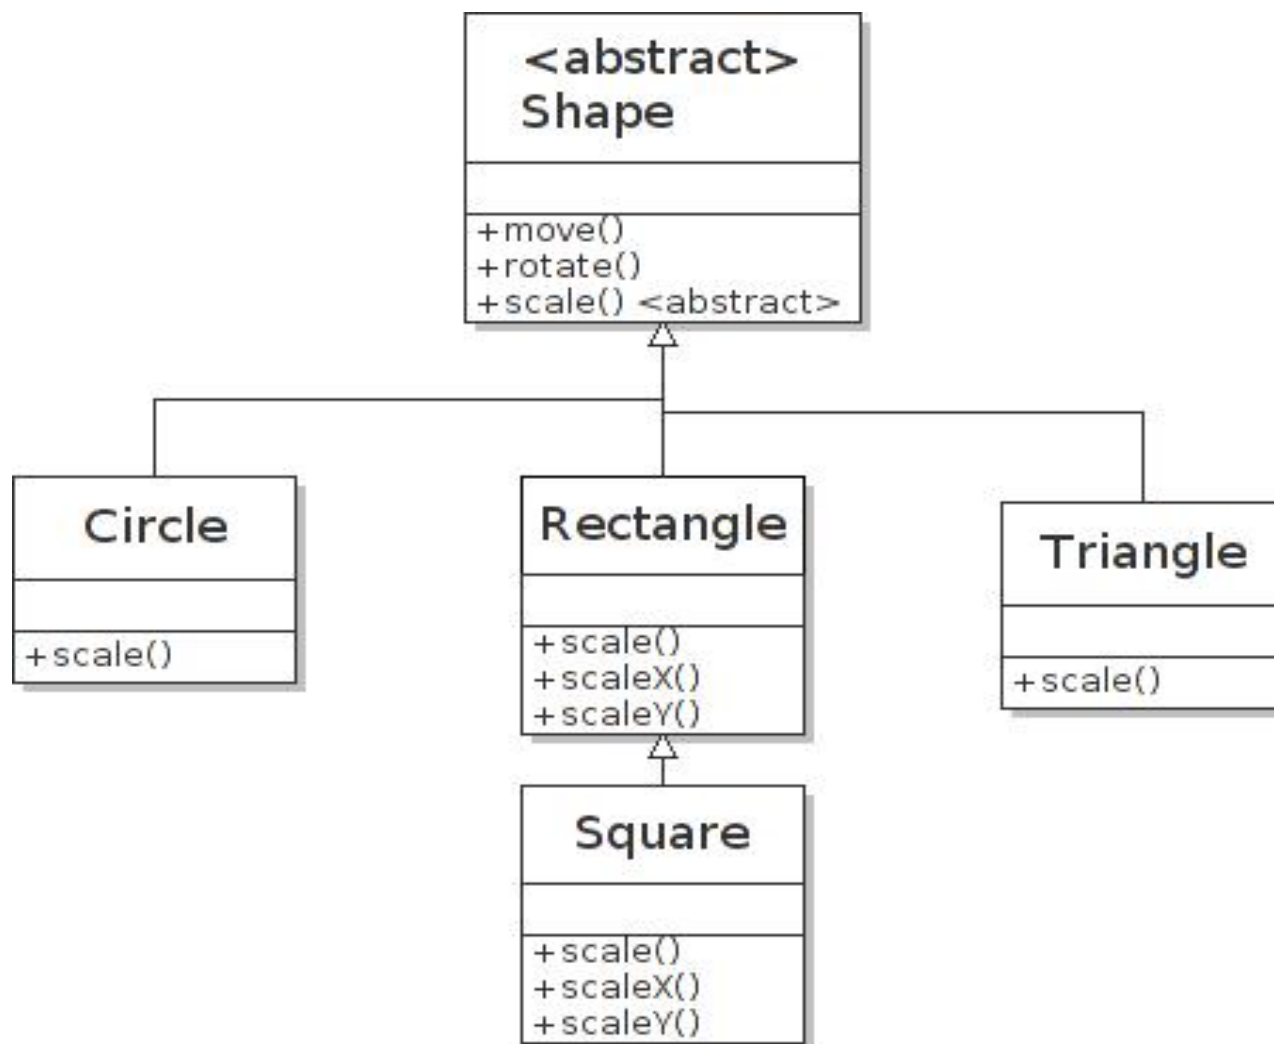 <abstract>
Shape
+move()
+rotate()
+scale() <abstract>
Circle
+scale()
Rectangle
+scale()
+scaleX()
+scaleY()
Triangle
+scale()
Square
+scale()
+scaleX()
+scaleY()